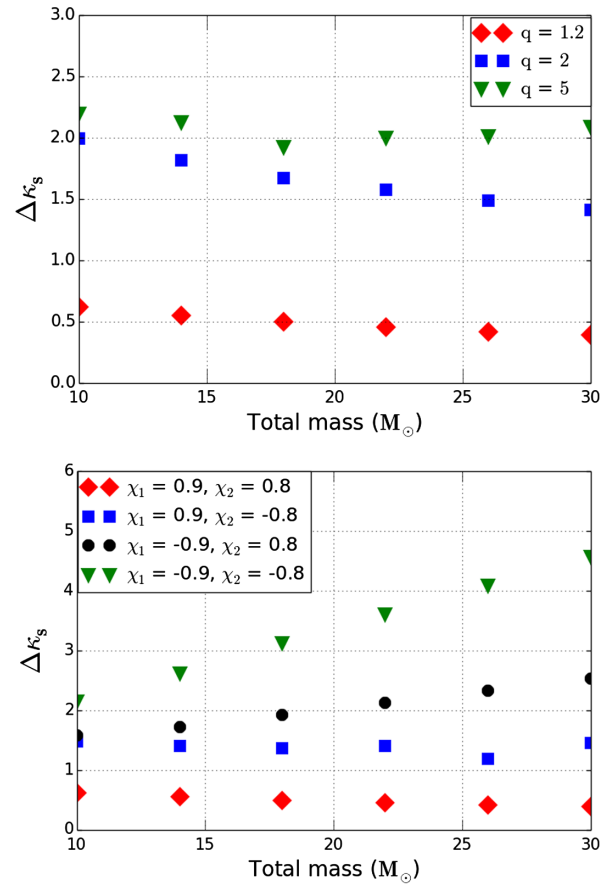 3.0
q = 1.2
q = 2
q = 5
2.5
2.0
1.5
1.0
0.5
0.0
Δκₛ
10 15 20 25 30
Total mass (M⊙)
6
χ₁ = 0.9, χ₂ = 0.8
χ₁ = 0.9, χ₂ = -0.8
χ₁ = -0.9, χ₂ = 0.8
χ₁ = -0.9, χ₂ = -0.8
5
4
3
2
1
0
Δκₛ
10 15 20 25 30
Total mass (M⊙)